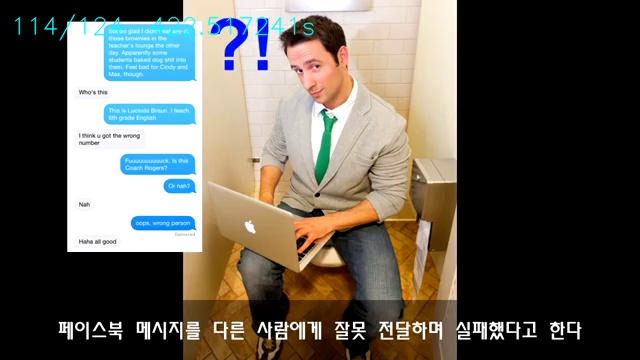 114/124 423.517241s
?!
Soo so glad I didn't eat any of
those brownies in the
teacher's lounge the other
day. Apparently some
students baked dog shit into
them. Feel bad for Cindy and
Max, though.
Who's this
This is Lucinda Braun. I teach
6th grade English
I think u got the wrong
number
Fuuuuuuuuuuck. Is this
Coach Rogers?
Or nah?
Nah
oops, wrong person
Delivered
Haha all good
페이스북 메시지를 다른 사람에게 잘못 전달하며 실패했다고 한다